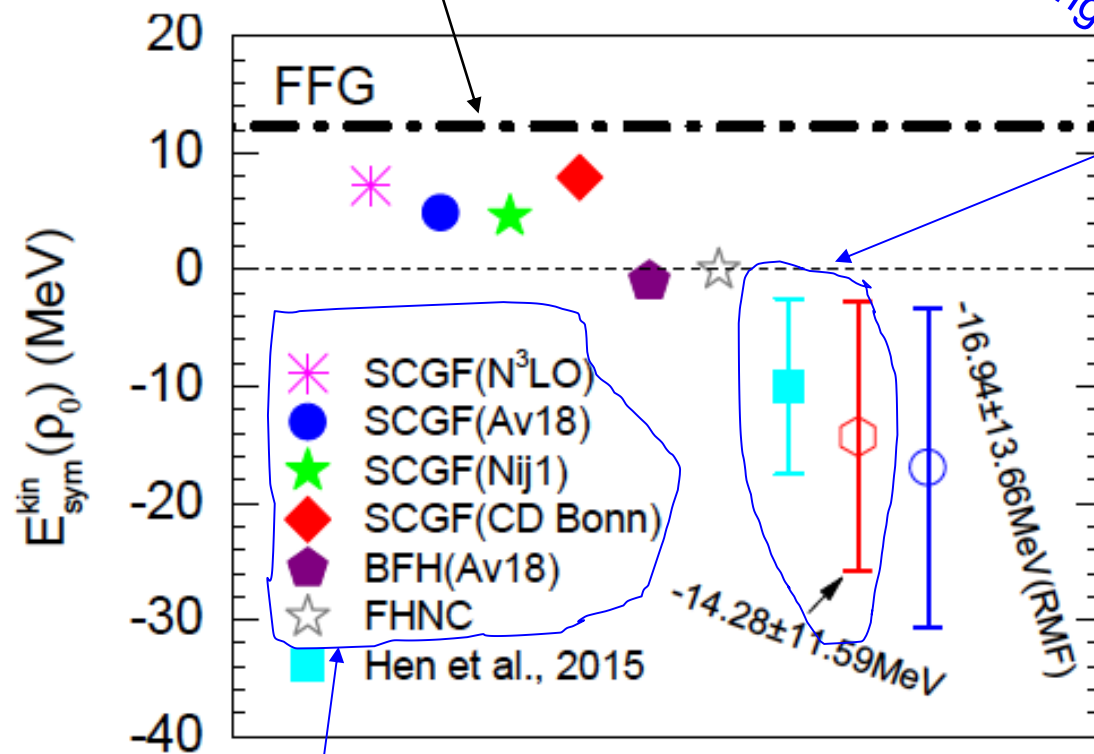 ng
20
FFG
10
0
-10
-20
-30
-40
E^kin_sym(ρ₀) (MeV)
SCGF(N³LO)
SCGF(Av18)
SCGF(Nij1)
SCGF(CD Bonn)
BFH(Av18)
FHNC
Hen et al., 2015
-14.28±11.59MeV
-16.94±13.66MeV(RMF)